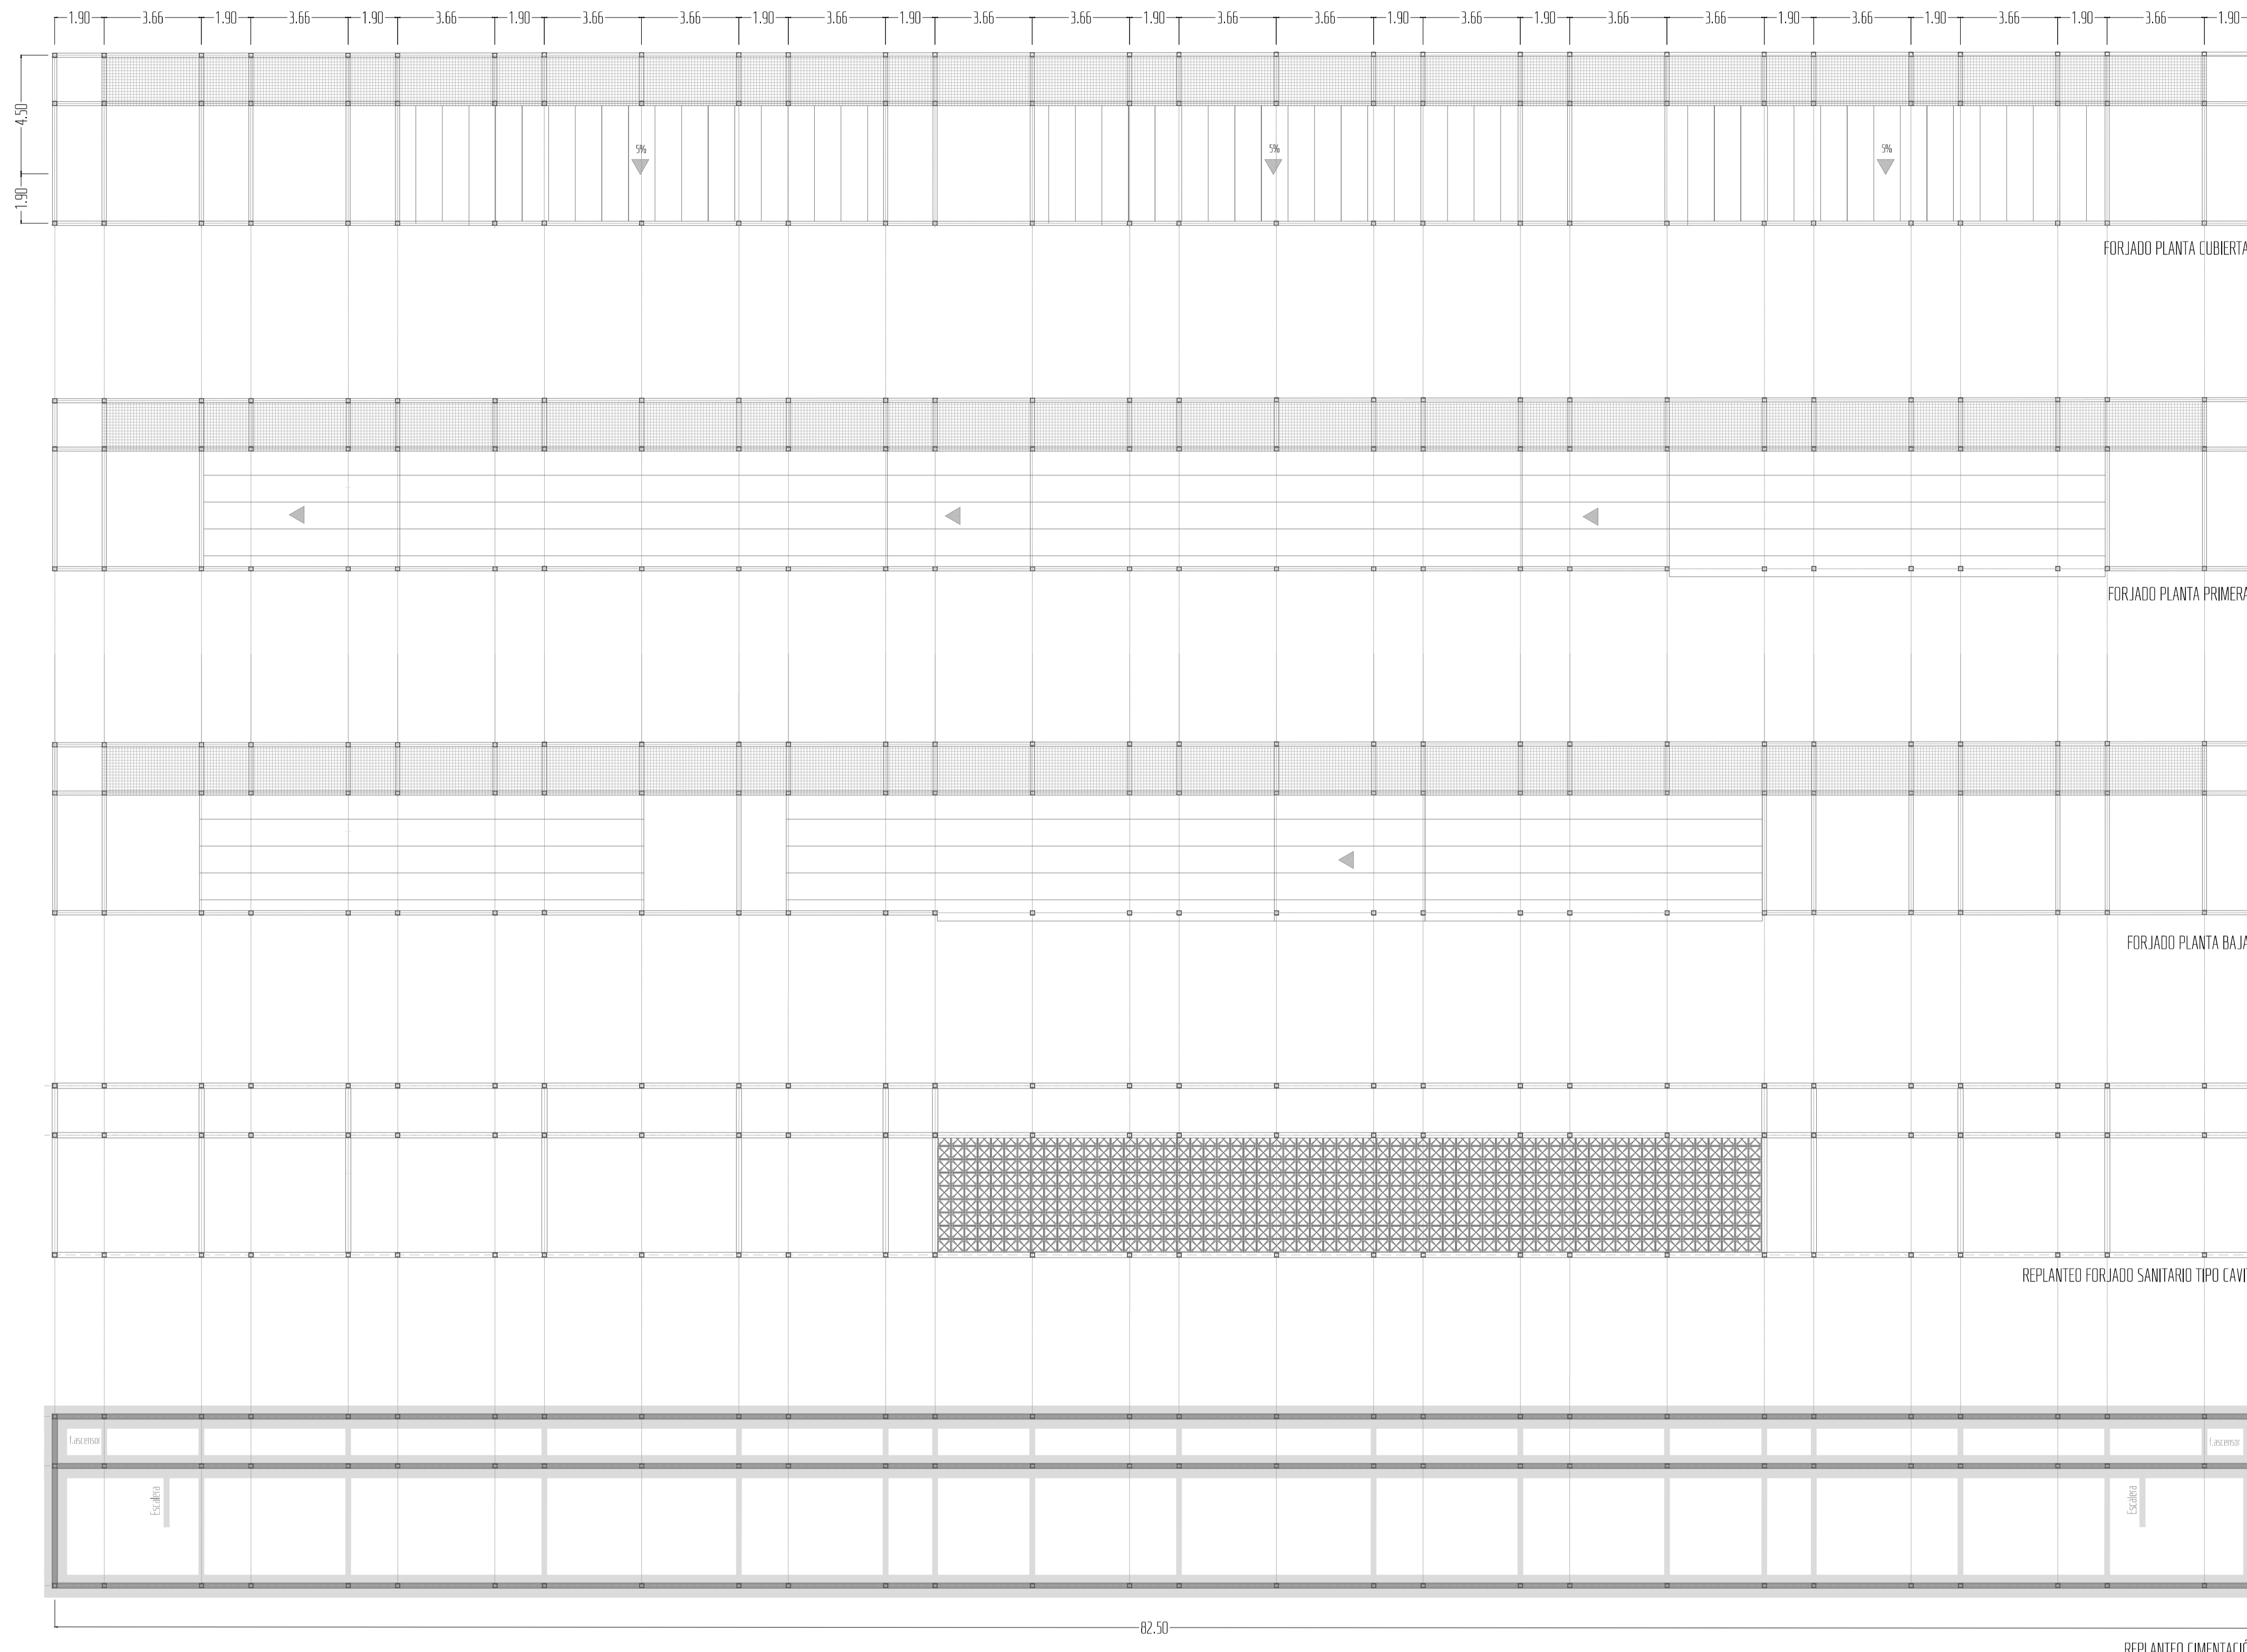 1.90 3.66 1.90 3.66 1.90 3.66 1.90 3.66 3.66 1.90 3.66 1.90 3.66 3.66 1.90 3.66 3.66 1.90 3.66 1.90 3.66 3.66 1.90 3.66 1.90 3.66 1.90 3.66 1.90
4.50
1.90
5% 5% 5%
FORJADO PLANTA CUBIERTA
FORJADO PLANTA PRIMERA
FORJADO PLANTA BAJA
REPLANTEO FORJADO SANITARIO TIPO CAVI
f.ascensor f.ascensor
Escalera Escalera
82.50
REPLANTEO CIMENTACIÓ